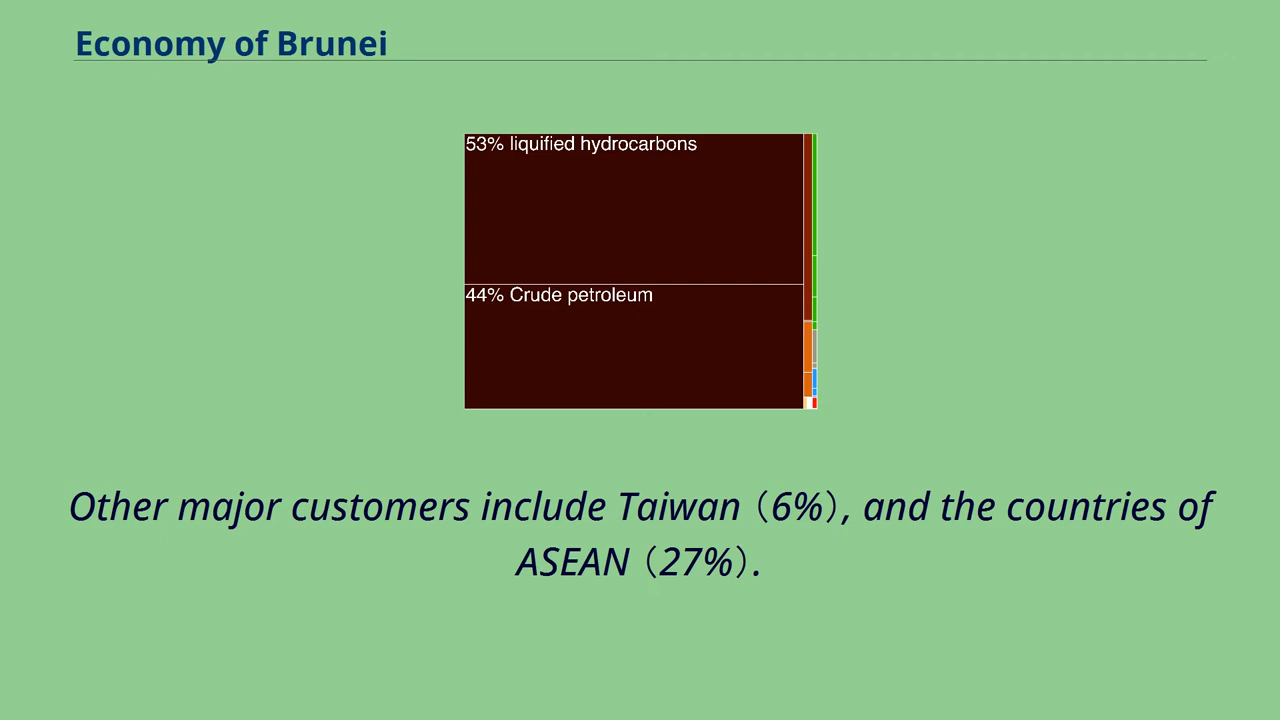 Economy of Brunei
53% liquified hydrocarbons
44% Crude petroleum
Other major customers include Taiwan（6%）, and the countries of
ASEAN（27%）.